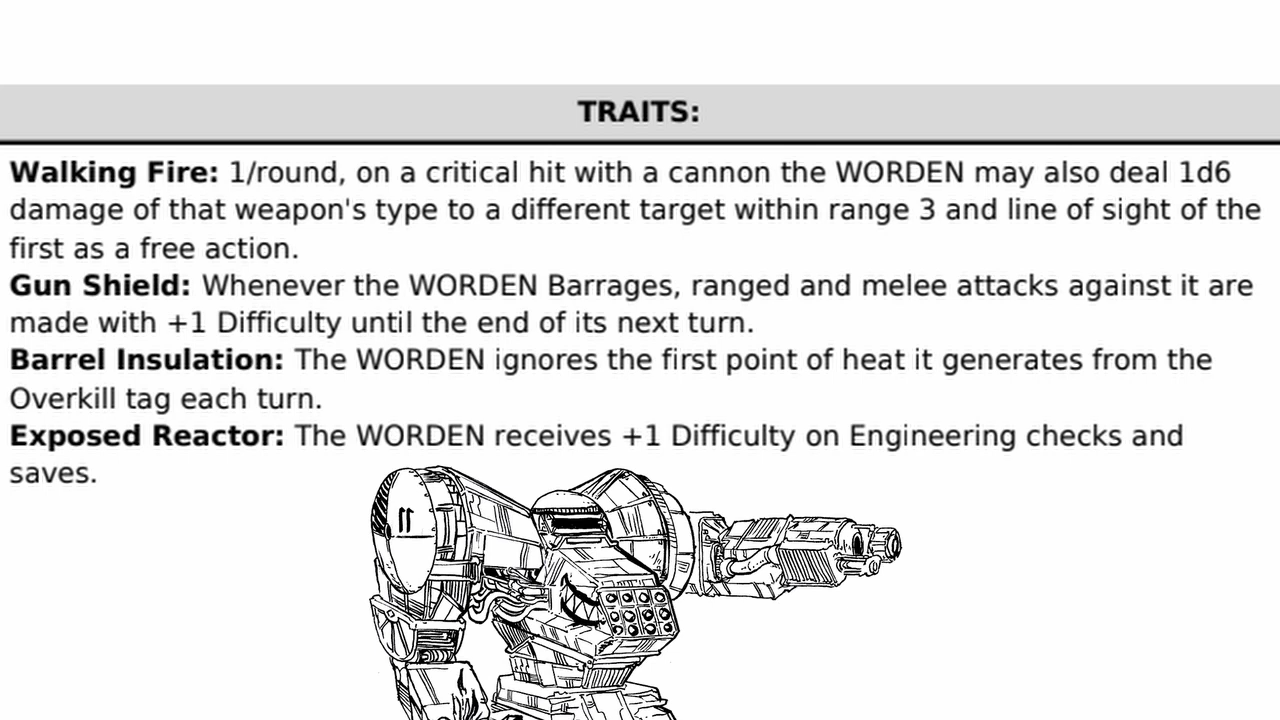 TRAITS:
Walking Fire: 1/round, on a critical hit with a cannon the WORDEN may also deal 1d6
damage of that weapon's type to a different target within range 3 and line of sight of the
first as a free action.
Gun Shield: Whenever the WORDEN Barrages, ranged and melee attacks against it are
made with +1 Difficulty until the end of its next turn.
Barrel Insulation: The WORDEN ignores the first point of heat it generates from the
Overkill tag each turn.
Exposed Reactor: The WORDEN receives +1 Difficulty on Engineering checks and
saves.